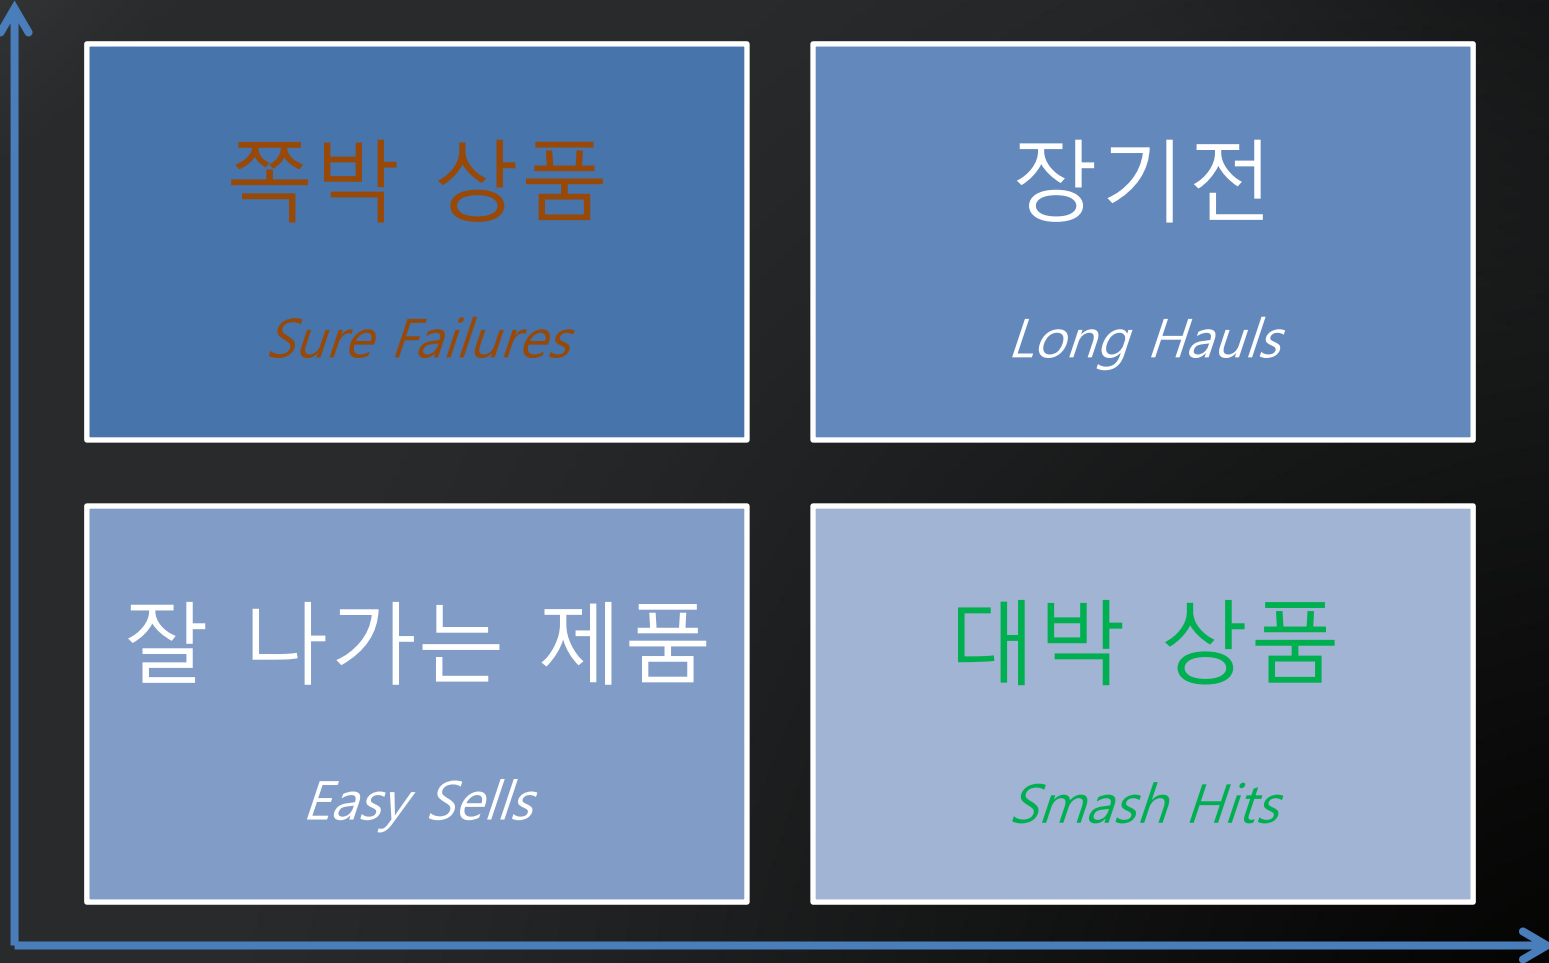 쪽박 상품
Sure Failures
장기전
Long Hauls
잘 나가는 제품
Easy Sells
대박 상품
Smash Hits